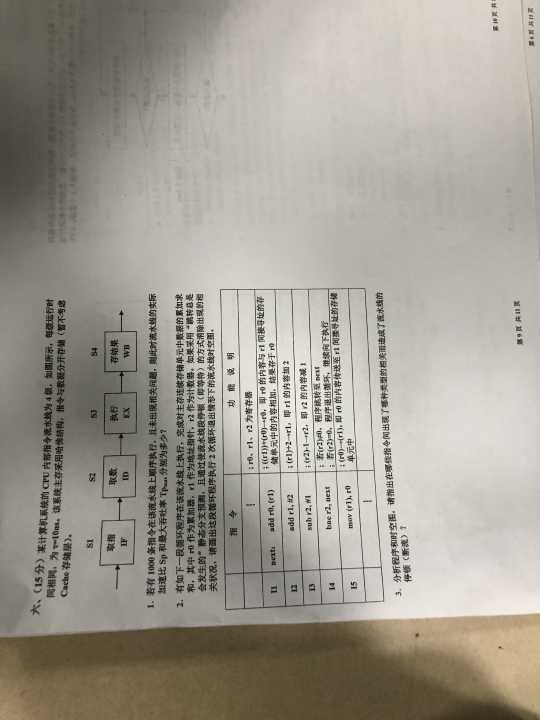 六、(15 分) 某计算机系统的 CPU 内部指令流水线为 4 级，如图所示，每级运行时
间相同，为 τ=10ns。该系统主存采用哈佛结构，指令与数据分开存储（暂不考虑
Cache 存储层）。
S1 S2 S3 S4
取指 取数 执行 存结果
IF ID EX WB
1．若有 1000 条指令在该流水线上顺序执行，且未出现相关问题，则此时流水线的实际
加速比 Sp 和最大吞吐率 Tpmax 分别为多少？
2．有如下一段循环程序在该流水线上执行，完成对主存连续存储单元中数据的累加求
和，其中 r0 作为累加器，r1 作为地址指针，r2 作为计数器。如果采用“跳转总是
会发生的”静态分支预测，且通过使流水线段停顿（即等待）的方式消除出现的相
关状况，请画出这段循环程序执行 2 次循环退出情形下的流水线时空图。
指 令 功 能 说 明
⋮ ；r0、r1、r2 为寄存器
I1 next: add r0, (r1) ；((r1))+(r0)→r0，即 r0 的内容与 r1 间接寻址的存
储单元中的内容相加，结果存于 r0
I2 add r1, #2 ；(r1)+2→r1，即 r1 的内容加 2
I3 sub r2, #1 ；(r2)-1→r2，即 r2 的内容减 1
I4 bne r2, next ；若(r2)≠0，程序跳转至 next
；若(r2)=0，程序退出循环，继续向下执行
I5 mov (r1), r0 ；(r0)→(r1)，即 r0 的内容传送至 r1 间接寻址的存储
单元中
⋮
3．分析程序和时空图，请指出在哪些指令间出现了哪种类型的相关而造成了流水线的
停顿（断流）？
第 9 页 共 11 页
第 10 页 共
第 6 页 共 11 页